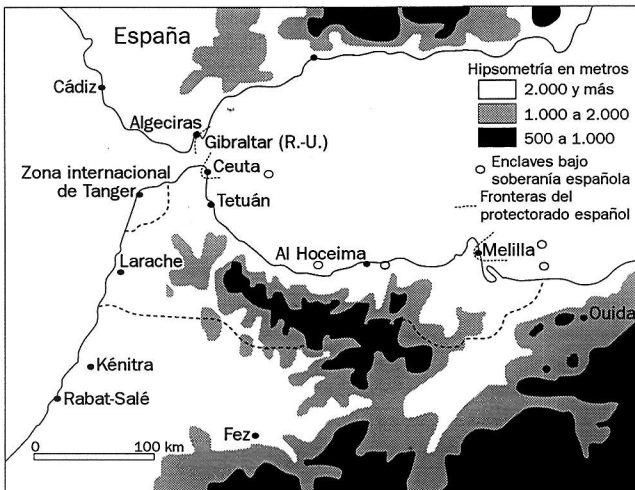 España
Cádiz
Algeciras
Gibraltar (R.-U.)
Zona internacional
de Tanger
Ceuta
Tetuán
Larache
Al Hoceima
Melilla
Ouida
Kénitra
Rabat-Salé
Fez
0 100 km
Hipsometría en metros
2.000 y más
1.000 a 2.000
500 a 1.000
Enclaves bajo
soberanía española
Fronteras del
protectorado español